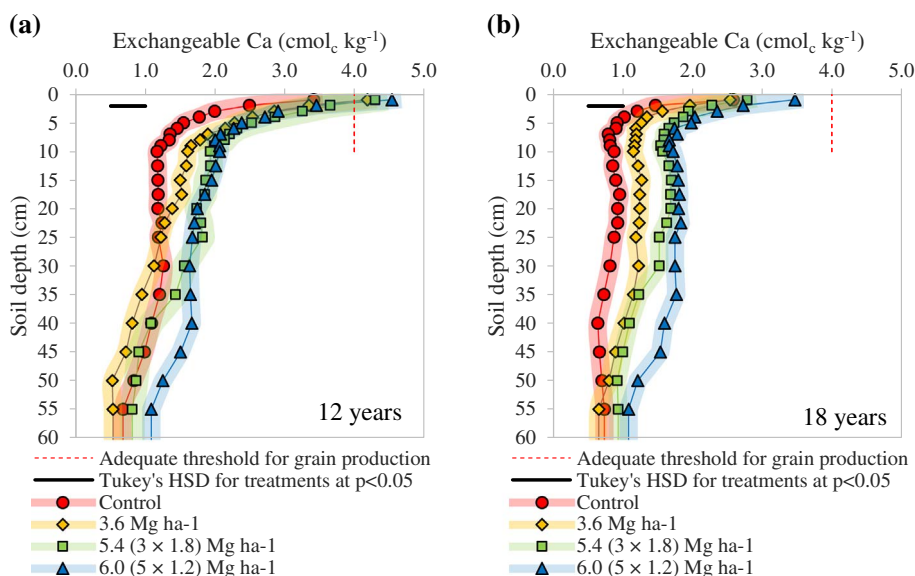 (a)
Exchangeable Ca (cmolc kg-1)
0.0 1.0 2.0 3.0 4.0 5.0
Soil depth (cm)
0
5
10
15
20
25
30
35
40
45
50
55
60
12 years
Adequate threshold for grain production
Tukey's HSD for treatments at p<0.05
Control
3.6 Mg ha-1
5.4 (3 × 1.8) Mg ha-1
6.0 (5 × 1.2) Mg ha-1
(b)
Exchangeable Ca (cmolc kg-1)
0.0 1.0 2.0 3.0 4.0 5.0
Soil depth (cm)
0
5
10
15
20
25
30
35
40
45
50
55
60
18 years
Adequate threshold for grain production
Tukey's HSD for treatments at p<0.05
Control
3.6 Mg ha-1
5.4 (3 × 1.8) Mg ha-1
6.0 (5 × 1.2) Mg ha-1